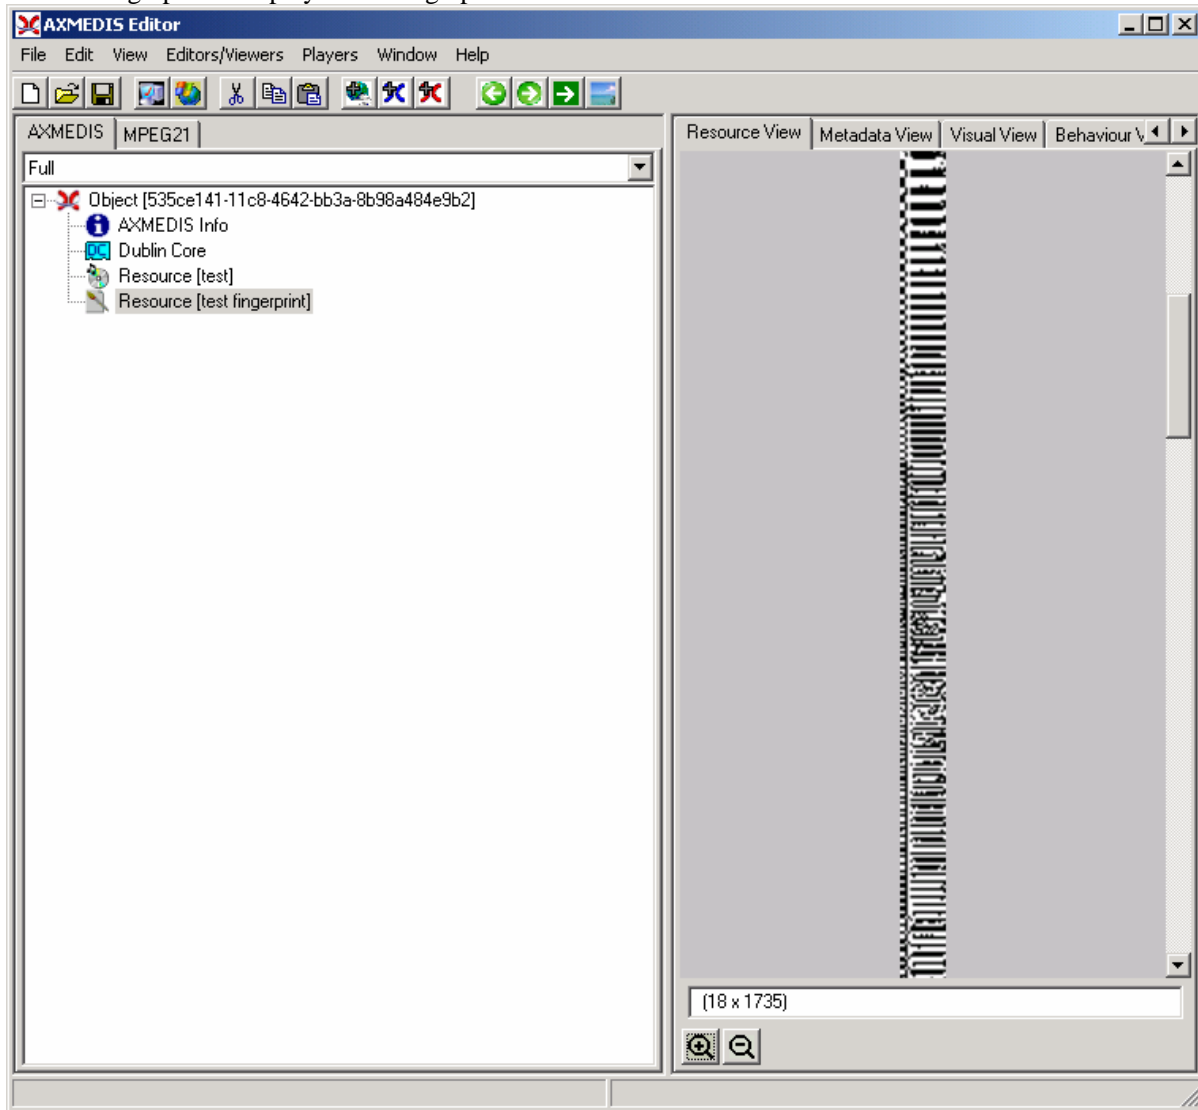 AXMEDIS Editor
File Edit View Editors/Viewers Players Window Help
AXMEDIS MPEG21
Full
Object [535ce141-11c8-4642-bb3a-8b98a484e9b2]
AXMEDIS Info
DC Dublin Core
Resource [test]
Resource [test fingerprint]
Resource View Metadata View Visual View Behaviour
(18 x 1735)